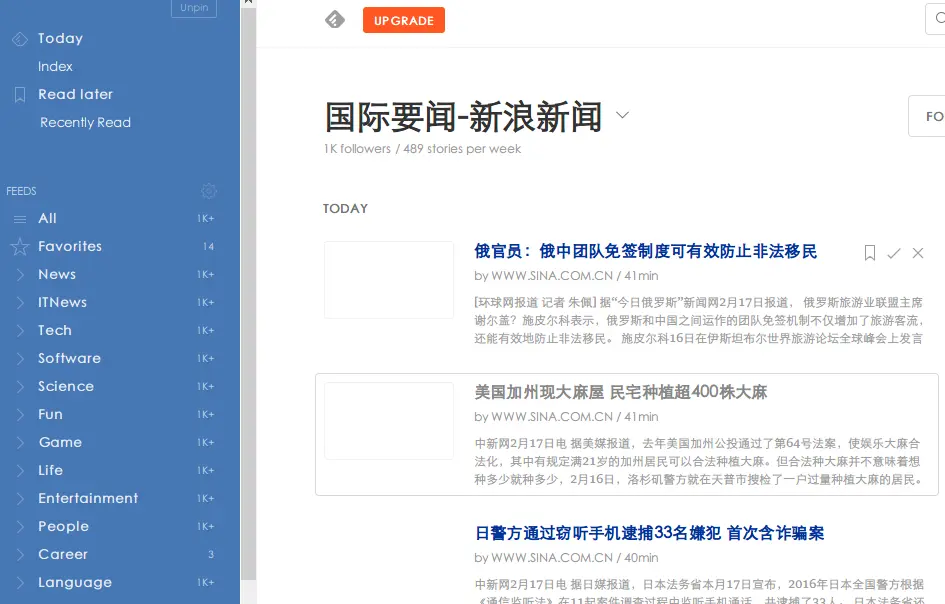 Unpin
Today
Index
Read later
Recently Read
FEEDS
All 1K+
Favorites 14
News 1K+
ITNews 1K+
Tech 1K+
Software 1K+
Science 1K+
Fun 1K+
Game 1K+
Life 1K+
Entertainment 1K+
People 1K+
Career 3
Language 1K+
UPGRADE
国际要闻-新浪新闻
FO
1K followers / 489 stories per week
TODAY
俄官员：俄中团队免签制度可有效防止非法移民
by WWW.SINA.COM.CN / 41min
[环球网报道 记者 朱佩] 据“今日俄罗斯”新闻网2月17日报道， 俄罗斯旅游业联盟主席
谢尔盖？施皮尔科表示，俄罗斯和中国之间运作的团队免签机制不仅增加了旅游客流，
还能有效地防止非法移民。 施皮尔科16日在伊斯坦布尔世界旅游论坛全球峰会上发言
美国加州现大麻屋 民宅种植超400株大麻
by WWW.SINA.COM.CN / 41min
中新网2月17日电 据美媒报道，去年美国加州公投通过了第64号法案，使娱乐大麻合
法化，其中有规定满21岁的加州居民可以合法种植大麻。但合法种大麻并不意味着想
种多少就种多少，2月16日，洛杉矶警方就在天普市搜检了一户过量种植大麻的居民。
日警方通过窃听手机逮捕33名嫌犯 首次含诈骗案
by WWW.SINA.COM.CN / 40min
中新网2月17日电 据日媒报道，日本法务省本月17日宣布，2016年日本全国警方根据
《通信监听法》在11起案件调查过程中监听手机通话，共逮捕了33人。日本法务省还